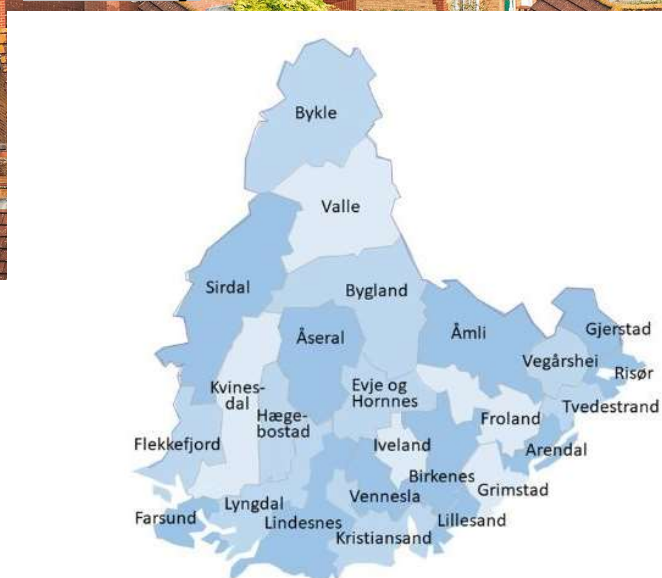 Bykle
Valle
Sirdal
Bygland
Åseral
Åmli
Gjerstad
Vegårshei
Risør
Kvines-
dal
Evje og
Hornnes
Tvedestrand
Hæge-
bostad
Froland
Flekkefjord
Iveland
Arendal
Birkenes
Grimstad
Vennesla
Lyngdal
Farsund
Lindesnes
Lillesand
Kristiansand